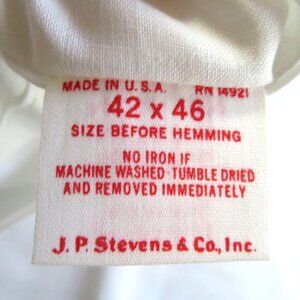 MADE IN U.S.A. RN 14921
42 x 46
SIZE BEFORE HEMMING
NO IRON IF
MACHINE WASHED · TUMBLE DRIED
AND REMOVED IMMEDIATELY
J. P. Stevens & Co., Inc.